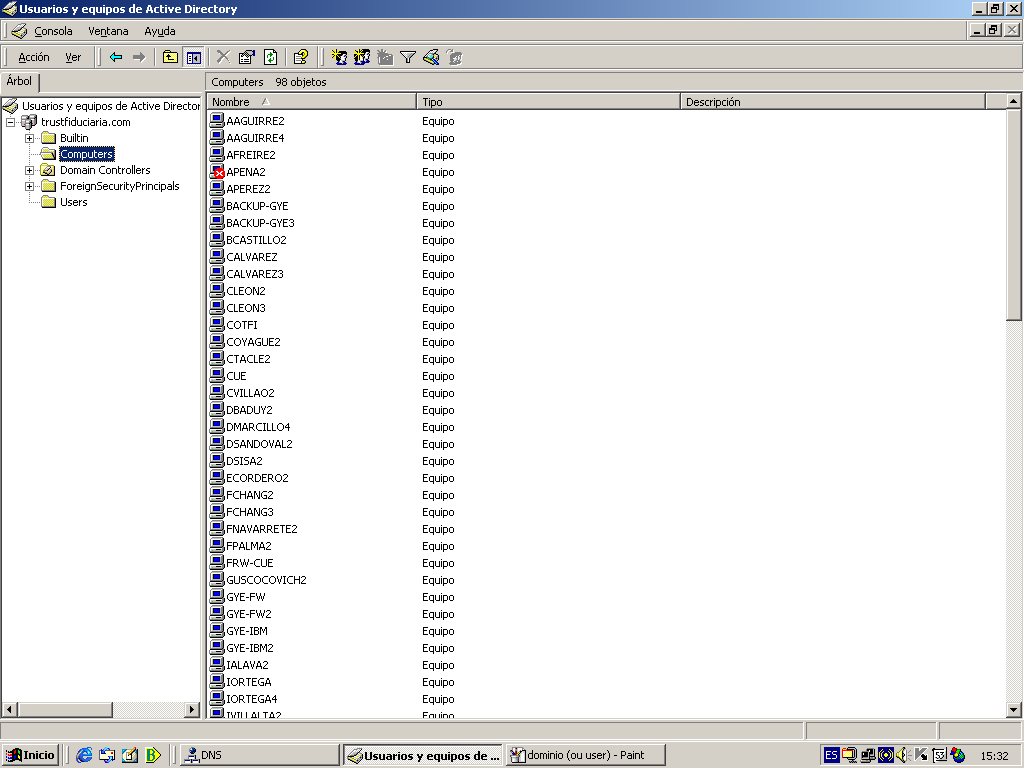 Usuarios y equipos de Active Directory
Consola Ventana Ayuda
Acción Ver
Árbol
Computers 98 objetos
Usuarios y equipos de Active Director
trustfiduciaria.com
Builtin
Computers
Domain Controllers
ForeignSecurityPrincipals
Users
Nombre Tipo Descripción
AAGUIRRE2 Equipo
AAGUIRRE4 Equipo
AFREIRE2 Equipo
APENA2 Equipo
APEREZ2 Equipo
BACKUP-GYE Equipo
BACKUP-GYE3 Equipo
BCASTILLO2 Equipo
CALVAREZ Equipo
CALVAREZ3 Equipo
CLEON2 Equipo
CLEON3 Equipo
COTFI Equipo
COYAGUE2 Equipo
CTACLE2 Equipo
CUE Equipo
CVILLAO2 Equipo
DBADUY2 Equipo
DMARCILLO4 Equipo
DSANDOVAL2 Equipo
DSISA2 Equipo
ECORDERO2 Equipo
FCHANG2 Equipo
FCHANG3 Equipo
FNAVARRETE2 Equipo
FPALMA2 Equipo
FRW-CUE Equipo
GUSCOCOVICH2 Equipo
GYE-FW Equipo
GYE-FW2 Equipo
GYE-IBM Equipo
GYE-IBM2 Equipo
IALAVA2 Equipo
IORTEGA Equipo
IORTEGA4 Equipo
IVILLALTA2 Equipo
Inicio DNS Usuarios y equipos de ... dominio (ou user) - Paint ES 15:32